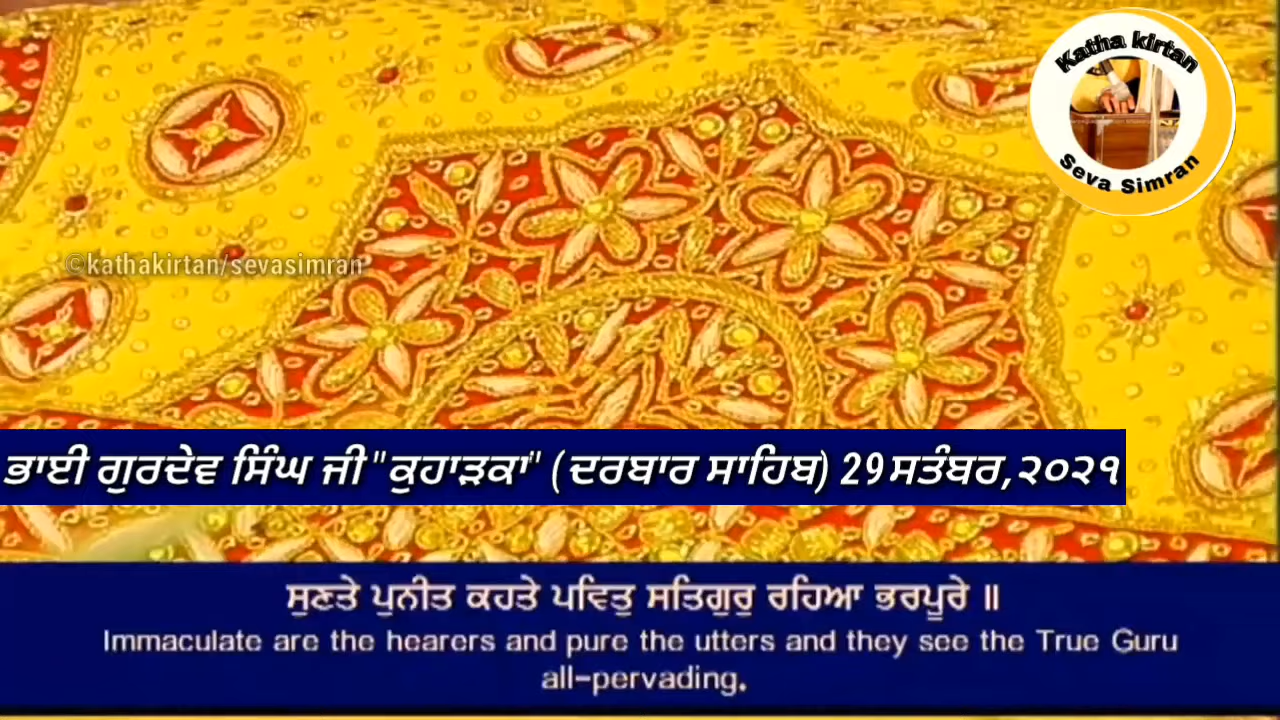 Katha kirtan
Seva Simran
©kathakirtan/sevasimran
ਭਾਈ ਗੁਰਦੇਵ ਸਿੰਘ ਜੀ "ਕੁਹਾੜਕਾ" (ਦਰਬਾਰ ਸਾਹਿਬ) 29 ਸਤੰਬਰ,੨੦੨੧
ਸੁਣਤੇ ਪੁਨੀਤ ਕਹਤੇ ਪਵਿਤੁ ਸਤਿਗੁਰੁ ਰਹਿਆ ਭਰਪੂਰੇ ॥
Immaculate are the hearers and pure the utters and they see the True Guru
all-pervading.